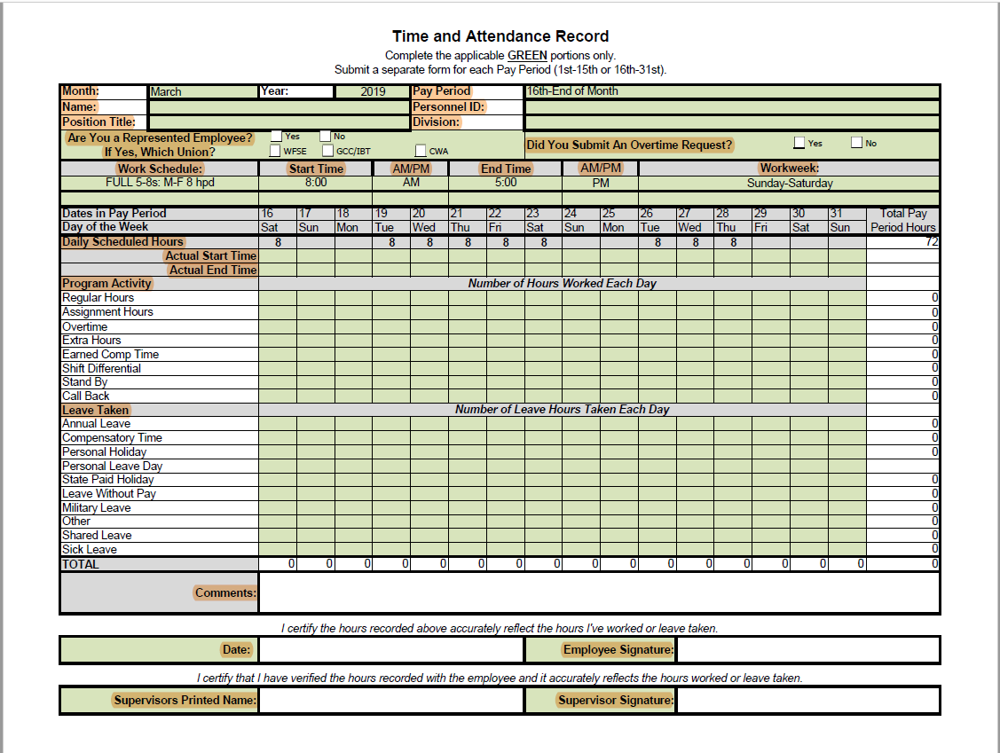 Time and Attendance Record
Complete the applicable GREEN portions only.
Submit a separate form for each Pay Period (1st-15th or 16th-31st).
Month: March Year: 2019 Pay Period 16th-End of Month
Name: Personnel ID:
Position Title: Division:
Are You a Represented Employee? Yes No
If Yes, Which Union? WFSE GCC/IBT CWA
Did You Submit An Overtime Request? Yes No
Work Schedule: Start Time AM/PM End Time AM/PM Workweek:
FULL 5-8s: M-F 8 hpd 8:00 AM 5:00 PM Sunday-Saturday
Dates in Pay Period 16 17 18 19 20 21 22 23 24 25 26 27 28 29 30 31 Total Pay
Day of the Week Sat Sun Mon Tue Wed Thu Fri Sat Sun Mon Tue Wed Thu Fri Sat Sun Period Hours
Daily Scheduled Hours 8 8 8 8 8 8 8 8 8 72
Actual Start Time
Actual End Time
Program Activity Number of Hours Worked Each Day
Regular Hours 0
Assignment Hours 0
Overtime 0
Extra Hours 0
Earned Comp Time 0
Shift Differential 0
Stand By 0
Call Back 0
Leave Taken Number of Leave Hours Taken Each Day
Annual Leave 0
Compensatory Time 0
Personal Holiday 0
Personal Leave Day
State Paid Holiday 0
Leave Without Pay 0
Military Leave 0
Other 0
Shared Leave 0
Sick Leave 0
TOTAL 0 0 0 0 0 0 0 0 0 0 0 0 0 0 0 0 0
Comments:
I certify the hours recorded above accurately reflect the hours I've worked or leave taken.
Date: Employee Signature:
I certify that I have verified the hours recorded with the employee and it accurately reflects the hours worked or leave taken.
Supervisors Printed Name: Supervisor Signature: